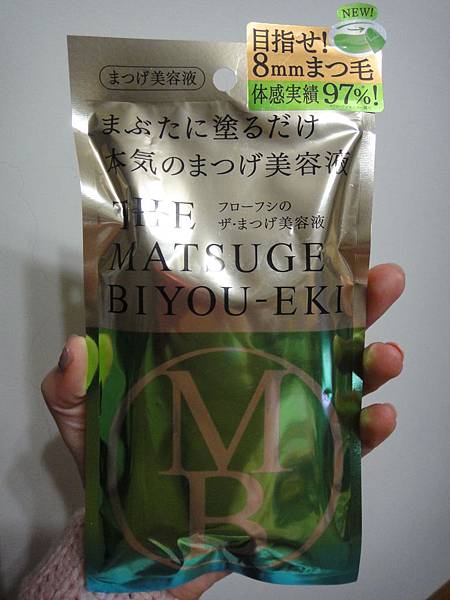 NEW!
目指せ!
8mmまつ毛
体感実績97%!
まつげ美容液
まぶたに塗るだけ
本気のまつげ美容液
THE
フローフシの
ザ・まつげ美容液
MATSUGE
BIYOU-EKI
MB